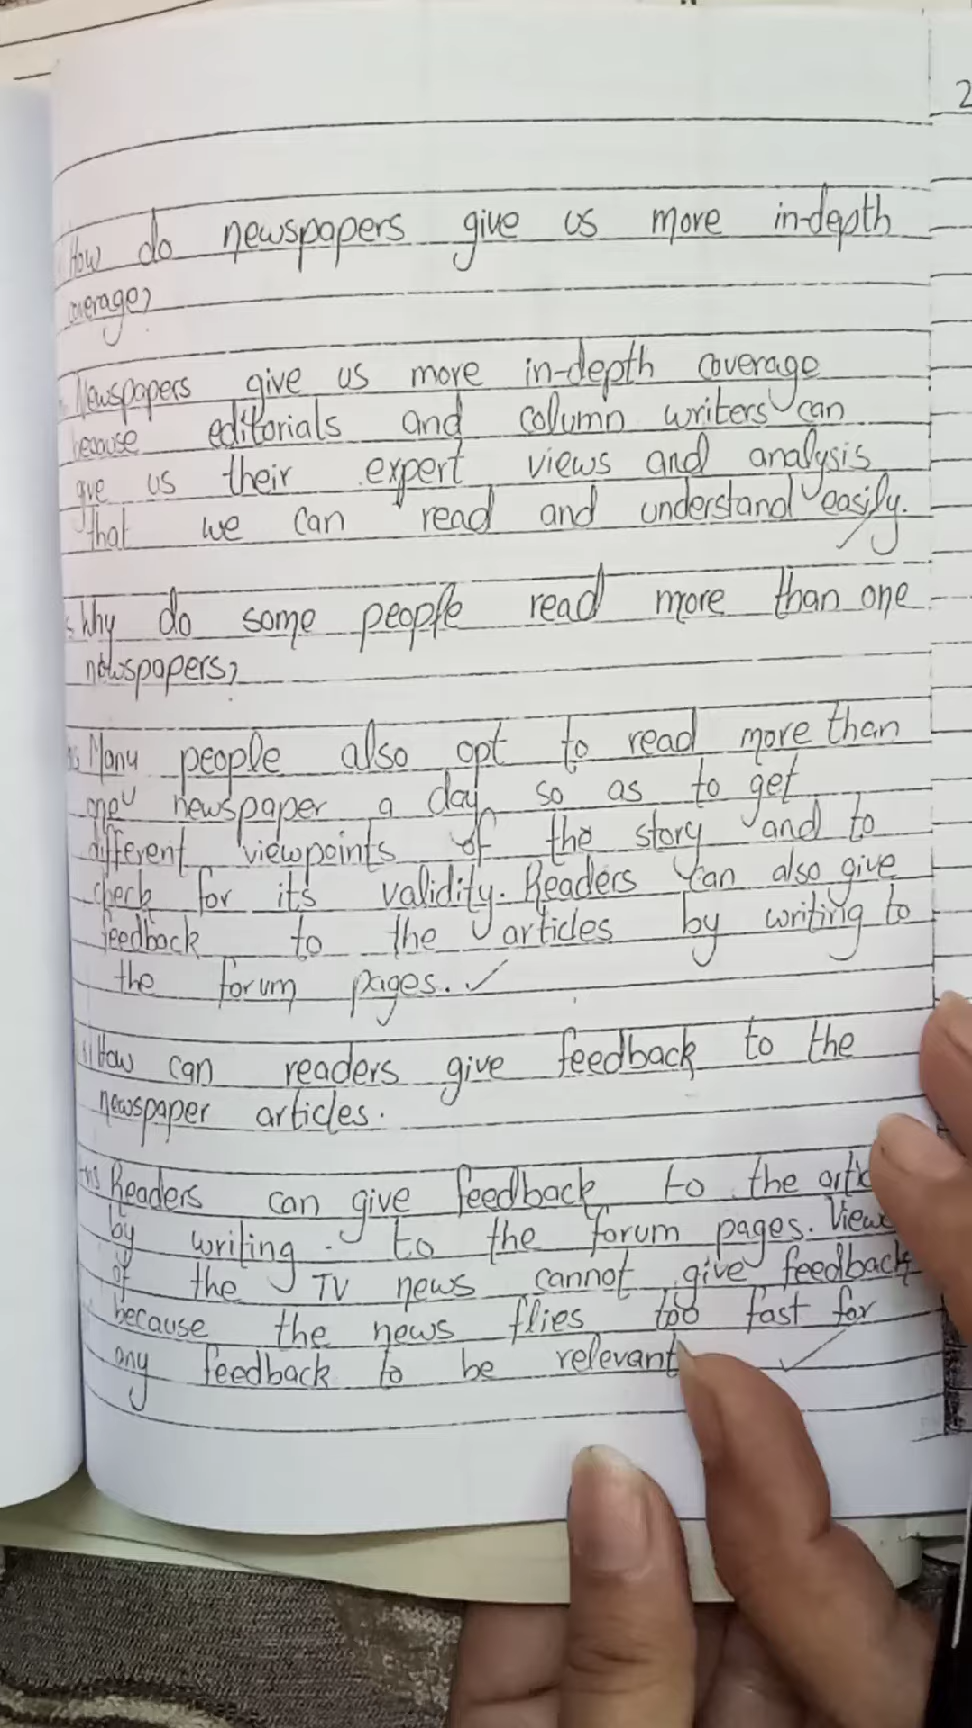 2
How do newspapers give us more in-depth
coverage?
Newspapers give us more in-depth coverage
because editorials and column writers can
give us their expert views and analysis
that we can read and understand easily.
Why do some people read more than one
newspapers?
Many people also opt to read more than
one newspaper a day, so as to get
different viewpoints of the story and to
check for its validity. Readers can also give
feedback to the articles by writing to
the forum pages.
How can readers give feedback to the
newspaper articles.
Readers can give feedback to the
by writing to the forum pages.
of the TV news cannot give feedback
because the news flies too fast for
any feedback to be relevant